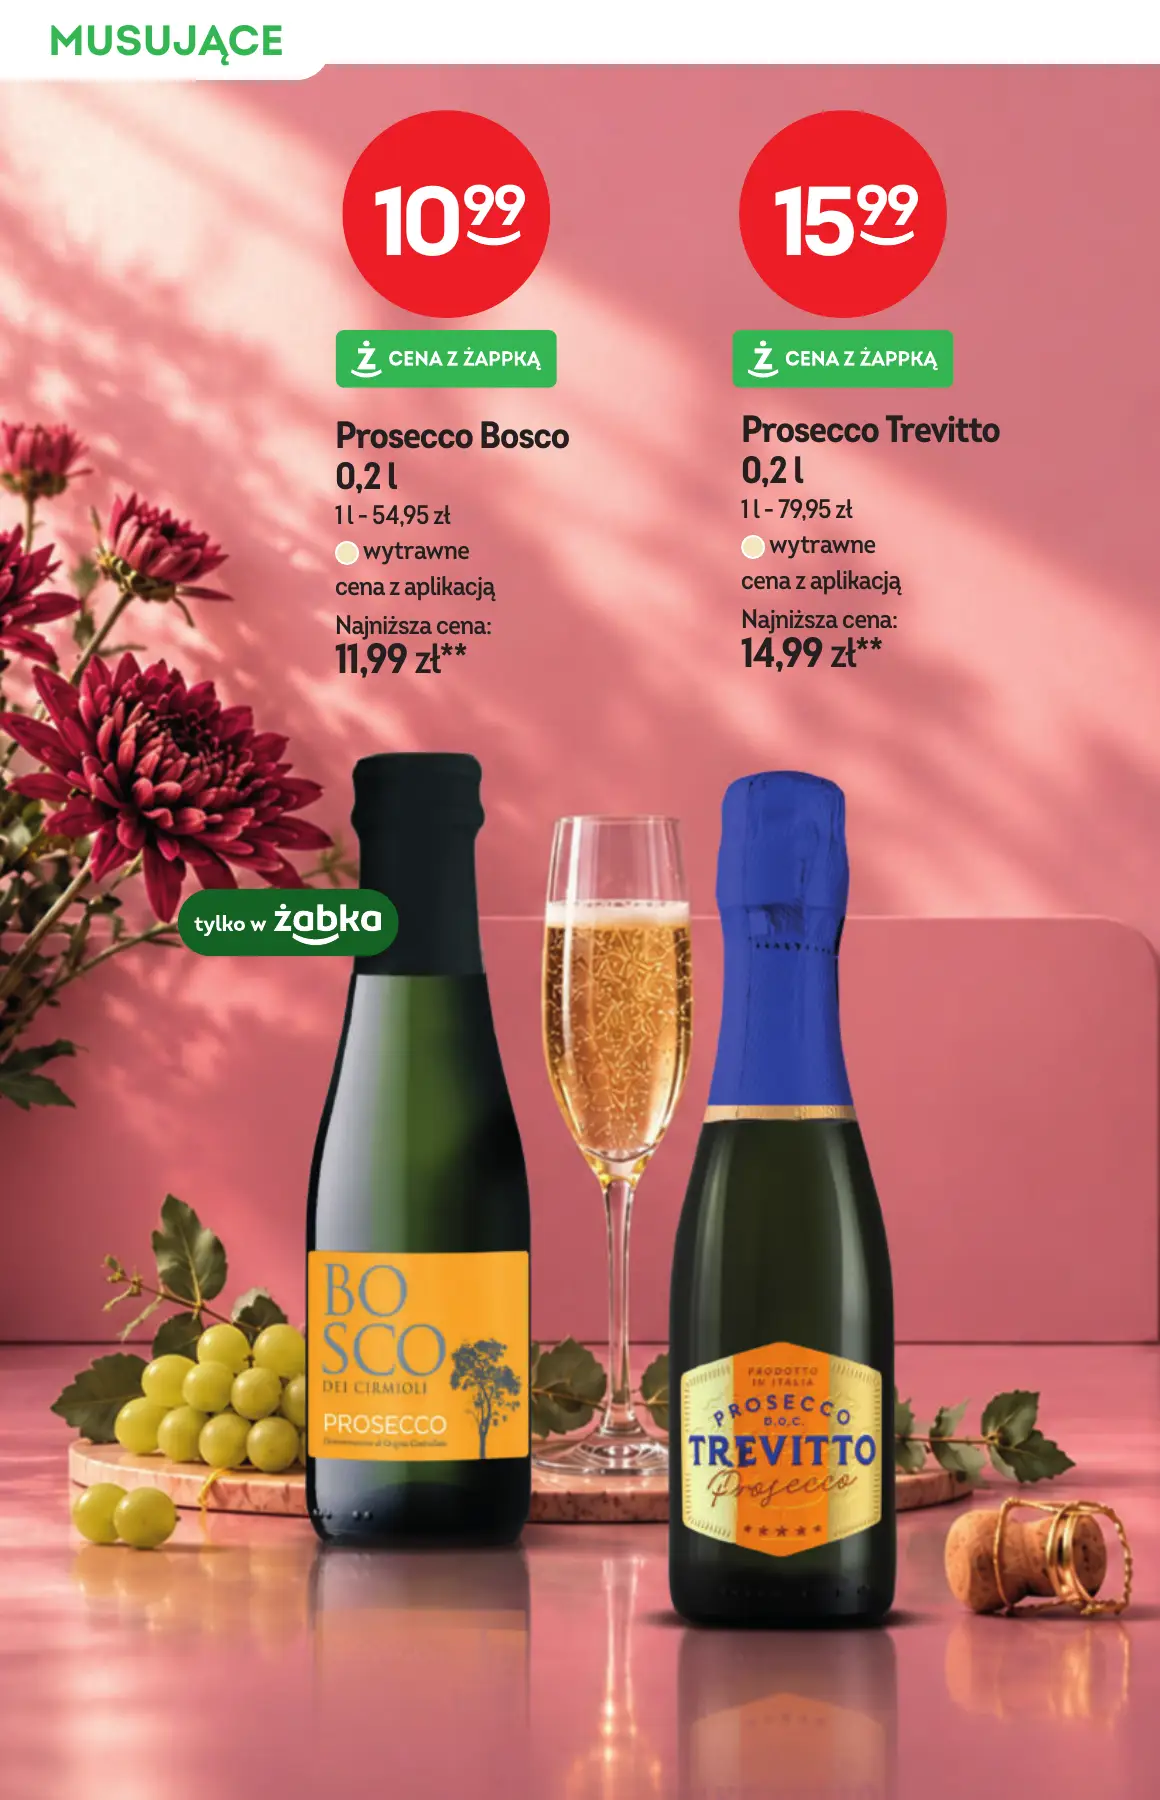 MUSUJĄCE
10 99
CENA Z ŻAPPKĄ
Prosecco Bosco
0,2 l
1 l - 54,95 zł
wytrawne
cena z aplikacją
Najniższa cena:
11,99 zł**
15 99
CENA Z ŻAPPKĄ
Prosecco Trevitto
0,2 l
1 l - 79,95 zł
wytrawne
cena z aplikacją
Najniższa cena:
14,99 zł**
tylko w żabka
BO
SCO
DEI CIRMIOLI
PROSECCO
PRODOTTO
IN ITALIA
PROSECCO
D.O.C.
TREVITTO
Prosecco